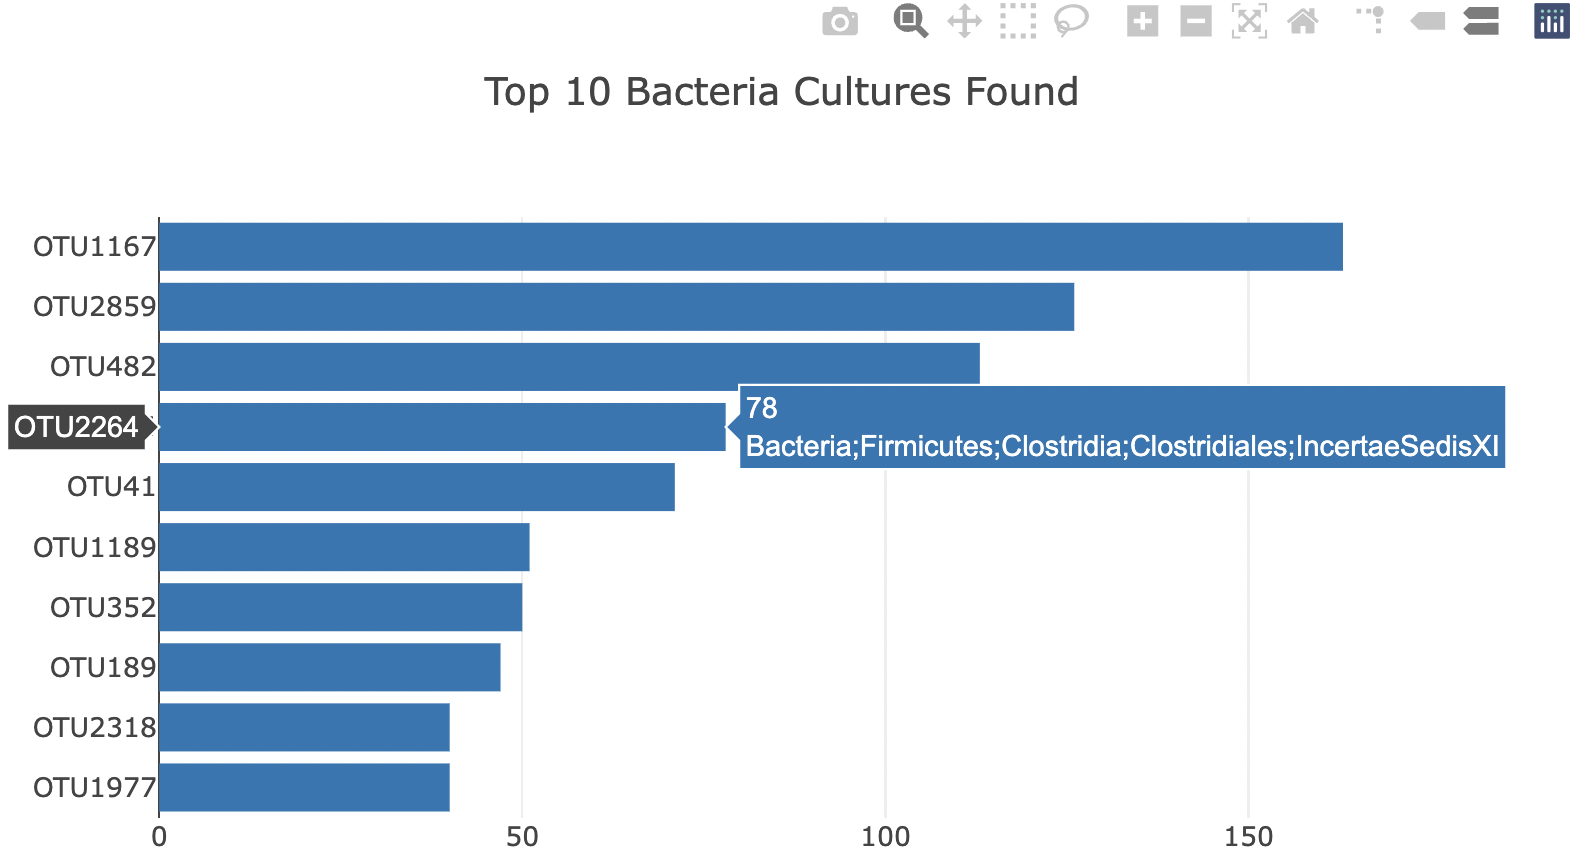 Top 10 Bacteria Cultures Found
OTU1167
OTU2859
OTU482
OTU2264
78
Bacteria;Firmicutes;Clostridia;Clostridiales;IncertaeSedisXI
OTU41
OTU1189
OTU352
OTU189
OTU2318
OTU1977
0 50 100 150